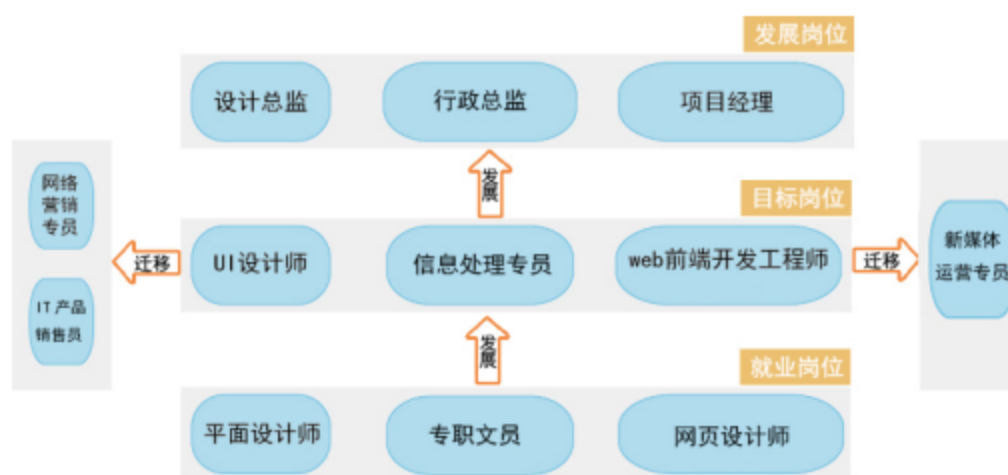 发展岗位
设计总监
行政总监
项目经理
发展
目标岗位
网络
营销
专员
IT 产品
销售员
迁移
UI设计师
信息处理专员
web前端开发工程师
迁移
新媒体
运营专员
发展
就业岗位
平面设计师
专职文员
网页设计师